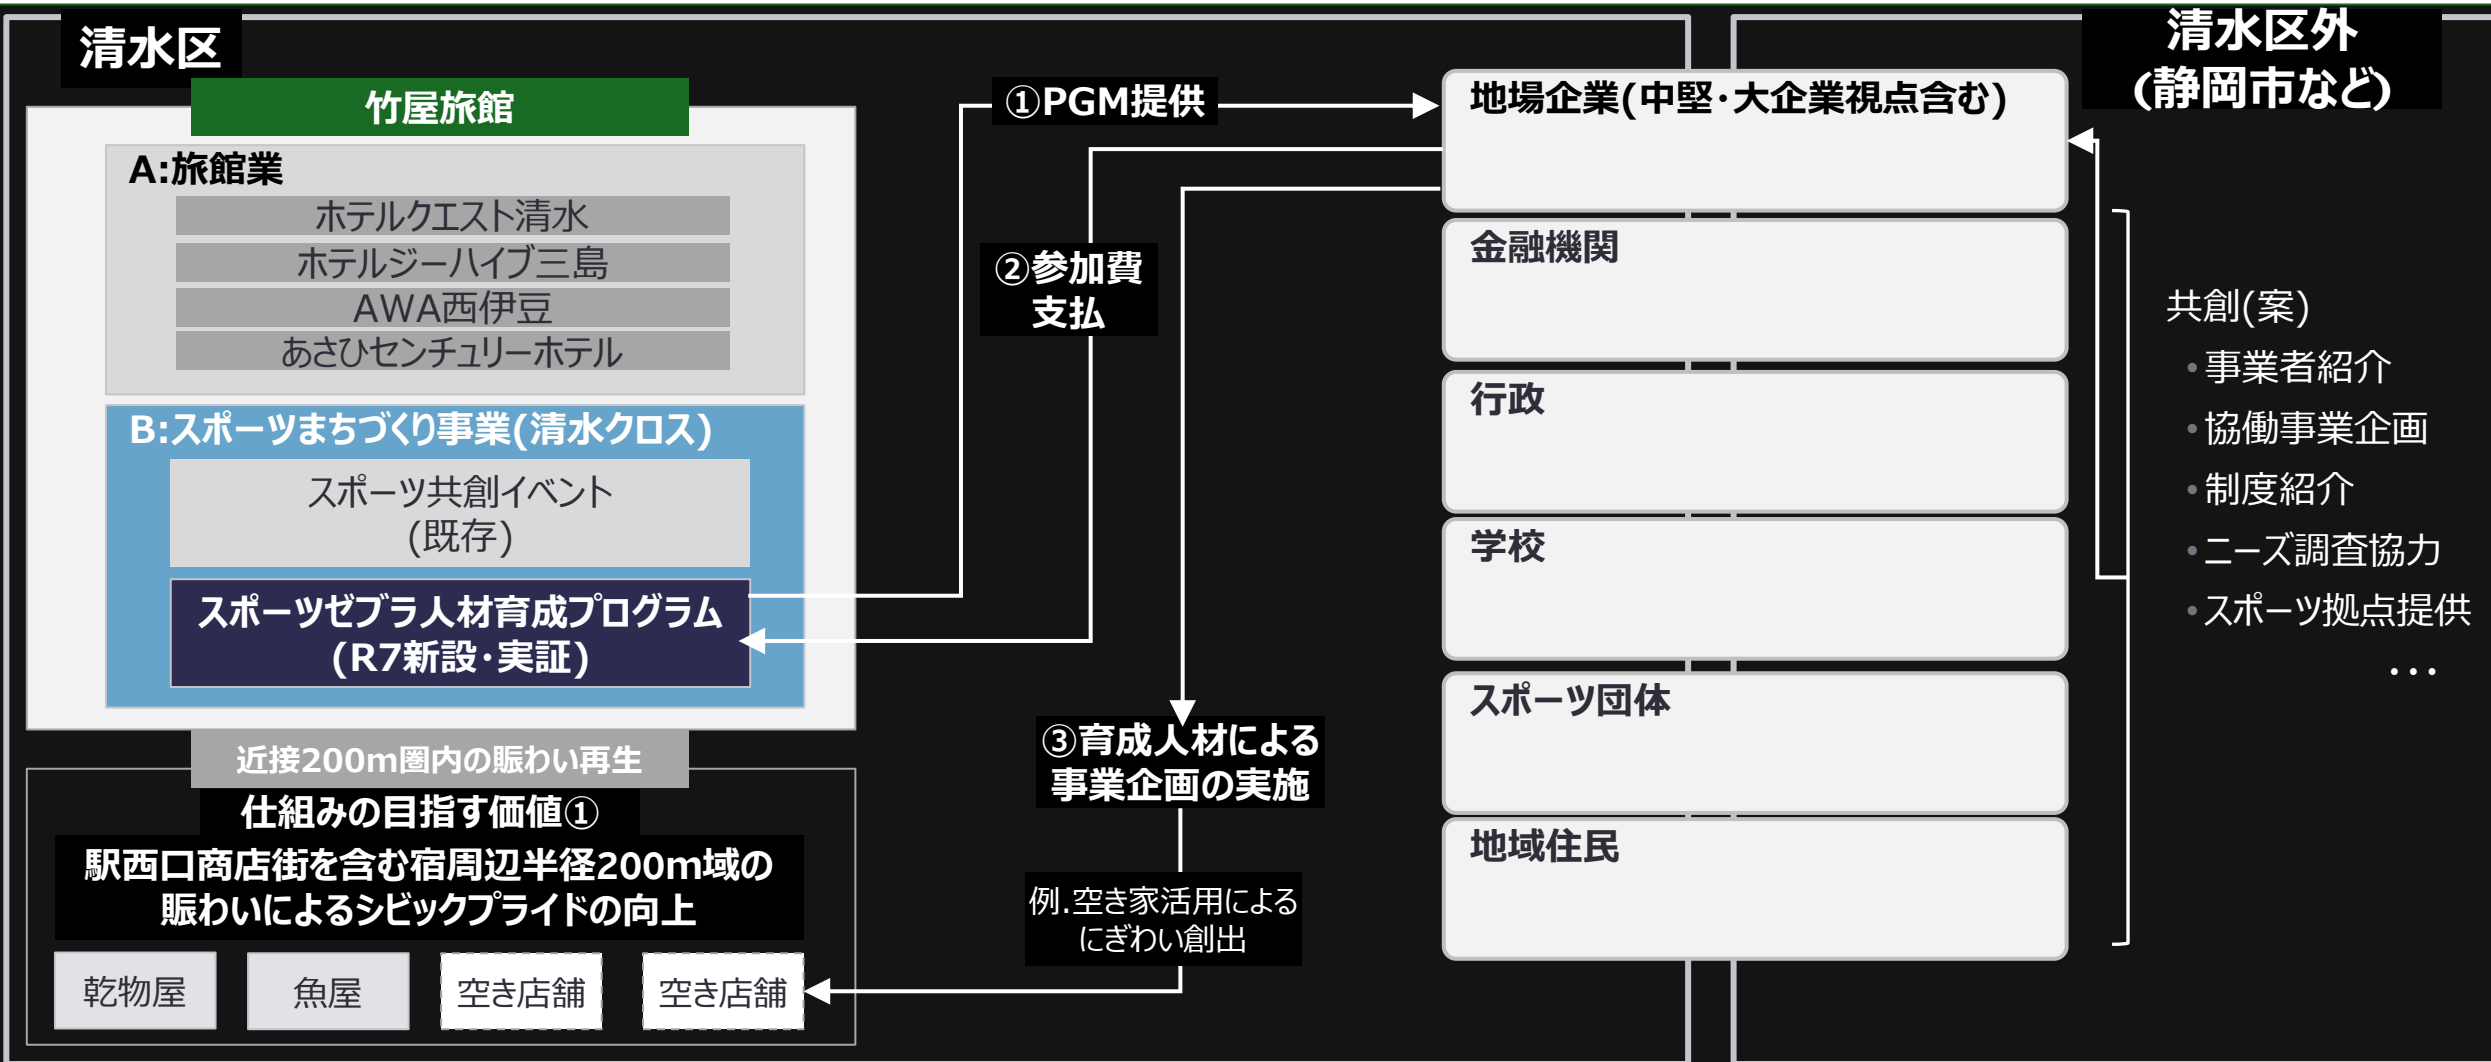 清水区
竹屋旅館
A:旅館業
ホテルクエスト清水
ホテルジーハイブ三島
AWA西伊豆
あさひセンチュリーホテル
B:スポーツまちづくり事業(清水クロス)
スポーツ共創イベント
(既存)
スポーツゼブラ人材育成プログラム
(R7新設・実証)
近接200m圏内の賑わい再生
仕組みの目指す価値①
駅西口商店街を含む宿周辺半径200m域の
賑わいによるシビックプライドの向上
乾物屋
魚屋
空き店舗
空き店舗
①PGM提供
②参加費
支払
③育成人材による
事業企画の実施
例.空き家活用による
にぎわい創出
地場企業(中堅・大企業視点含む)
金融機関
行政
学校
スポーツ団体
地域住民
清水区外
(静岡市など)
共創(案)
・事業者紹介
・協働事業企画
・制度紹介
・ニーズ調査協力
・スポーツ拠点提供
・・・